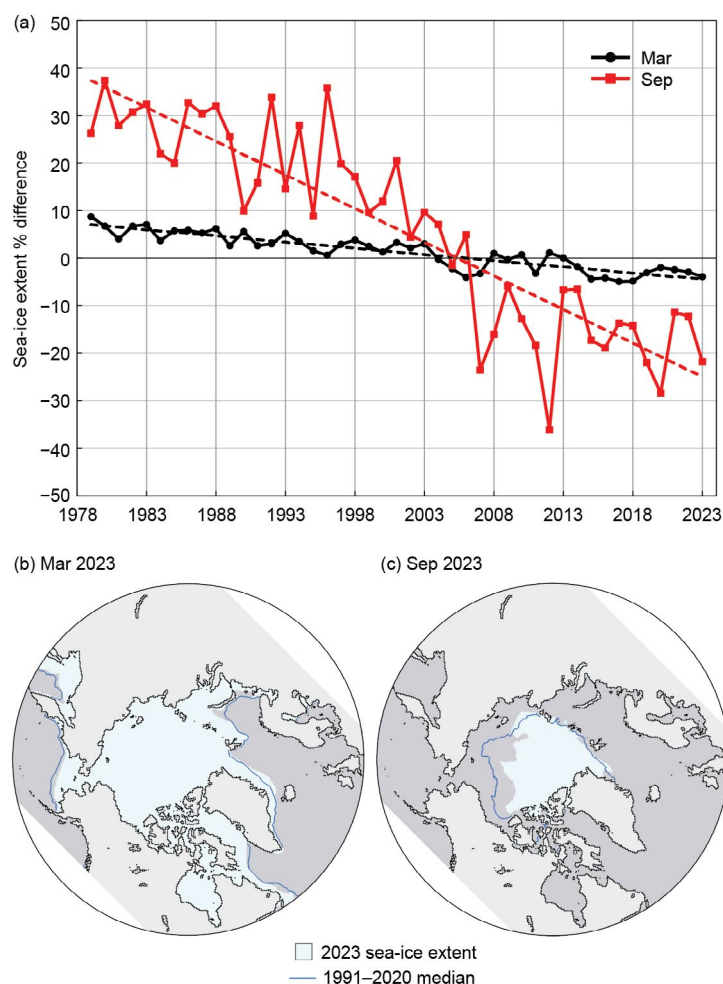 (a)
50
40
30
20
10
0
−10
−20
−30
−40
−50
Sea-ice extent % difference
Mar
Sep
1978 1983 1988 1993 1998 2003 2008 2013 2018 2023
(b) Mar 2023
(c) Sep 2023
2023 sea-ice extent
1991–2020 median